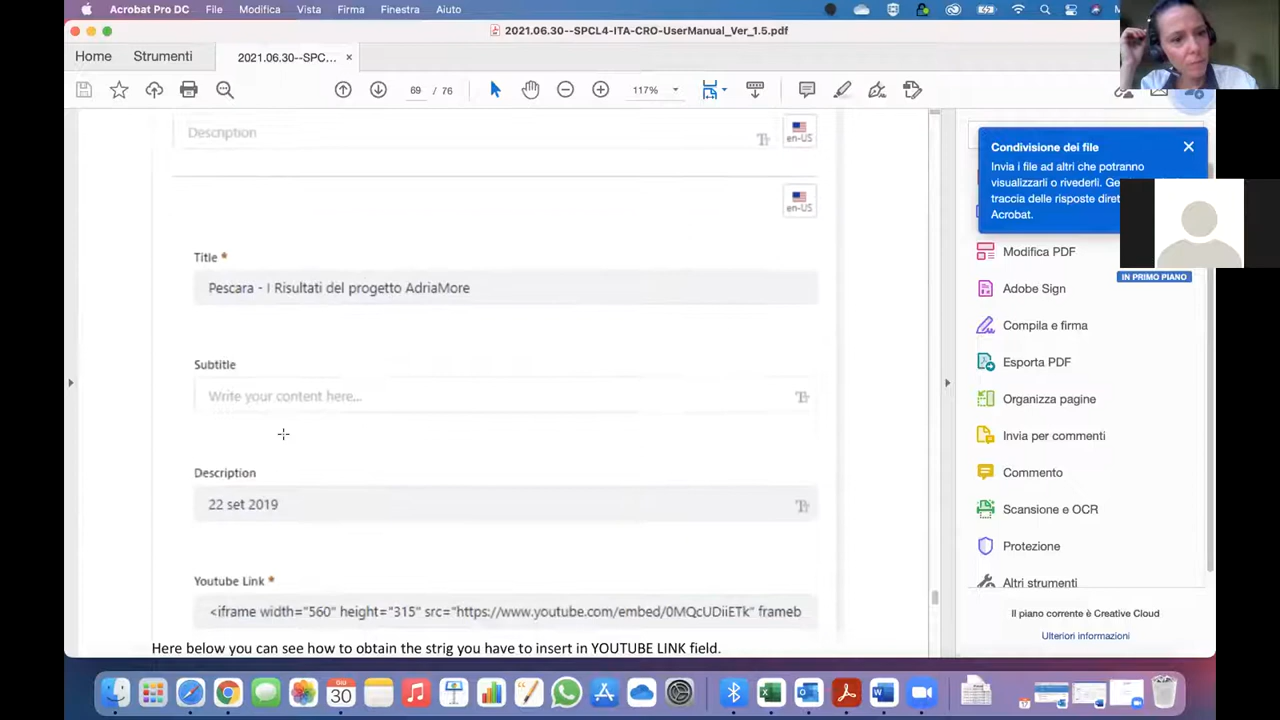 Acrobat Pro DC File Modifica Vista Firma Finestra Aiuto
2021.06.30--SPCL4-ITA-CRO-UserManual_Ver_1.5.pdf
Home Strumenti 2021.06.30--SPC... ×
69 / 76 117%
Description
en-US
Condivisione dei file
Invia i file ad altri che potranno
visualizzarli o rivederli. Ge
traccia delle risposte diret
Acrobat.
en-US
IN PRIMO PIANO
Title *
Pescara - I Risultati del progetto AdriaMore
Subtitle
Write your content here...
Description
22 set 2019
Youtube Link *
<iframe width="560" height="315" src="https://www.youtube.com/embed/0MQcUDiiETk" frameb
Here below you can see how to obtain the strig you have to insert in YOUTUBE LINK field.
Modifica PDF
Adobe Sign
Compila e firma
Esporta PDF
Organizza pagine
Invia per commenti
Commento
Scansione e OCR
Protezione
Altri strumenti
Il piano corrente è Creative Cloud
Ulteriori informazioni
30